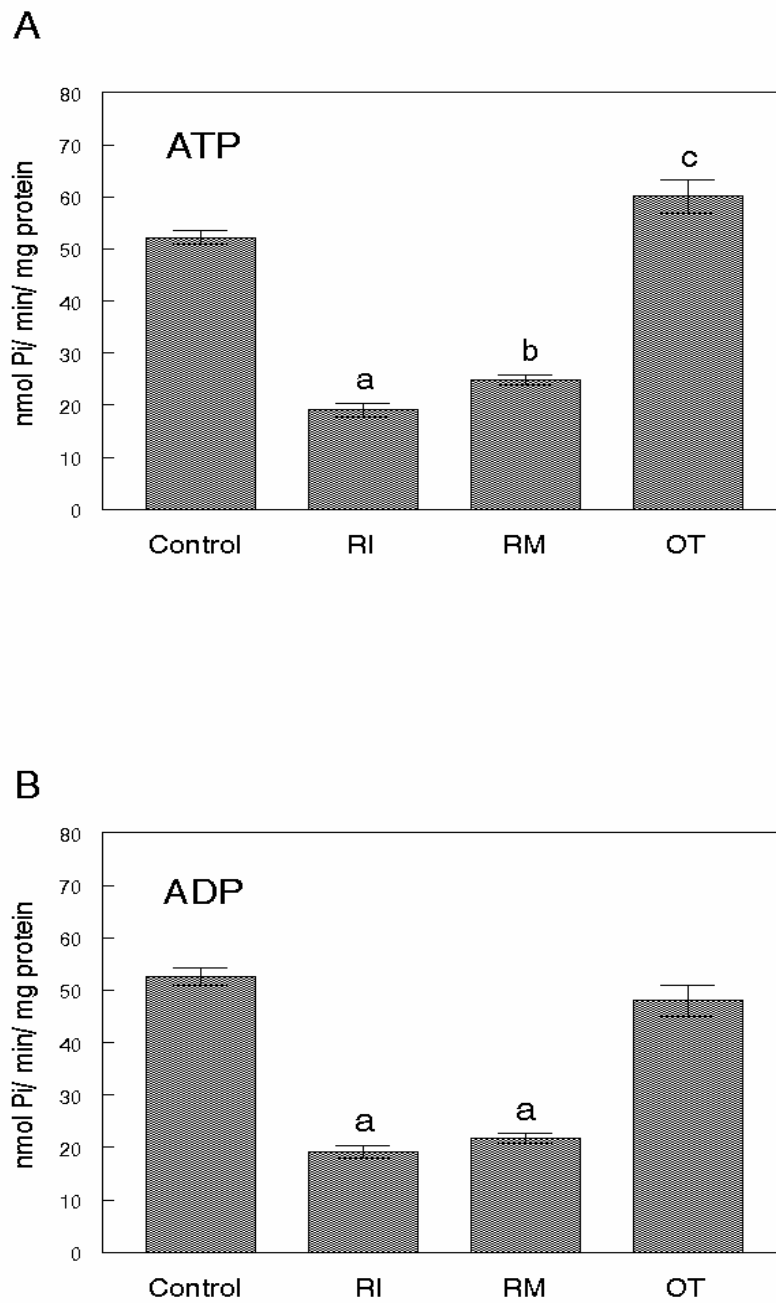 A
80
70
60
50
40
30
20
10
0
nmol Pi/ min/ mg protein
ATP
a
b
c
Control RI RM OT
B
80
70
60
50
40
30
20
10
0
nmol Pi/ min/ mg protein
ADP
a
a
Control RI RM OT